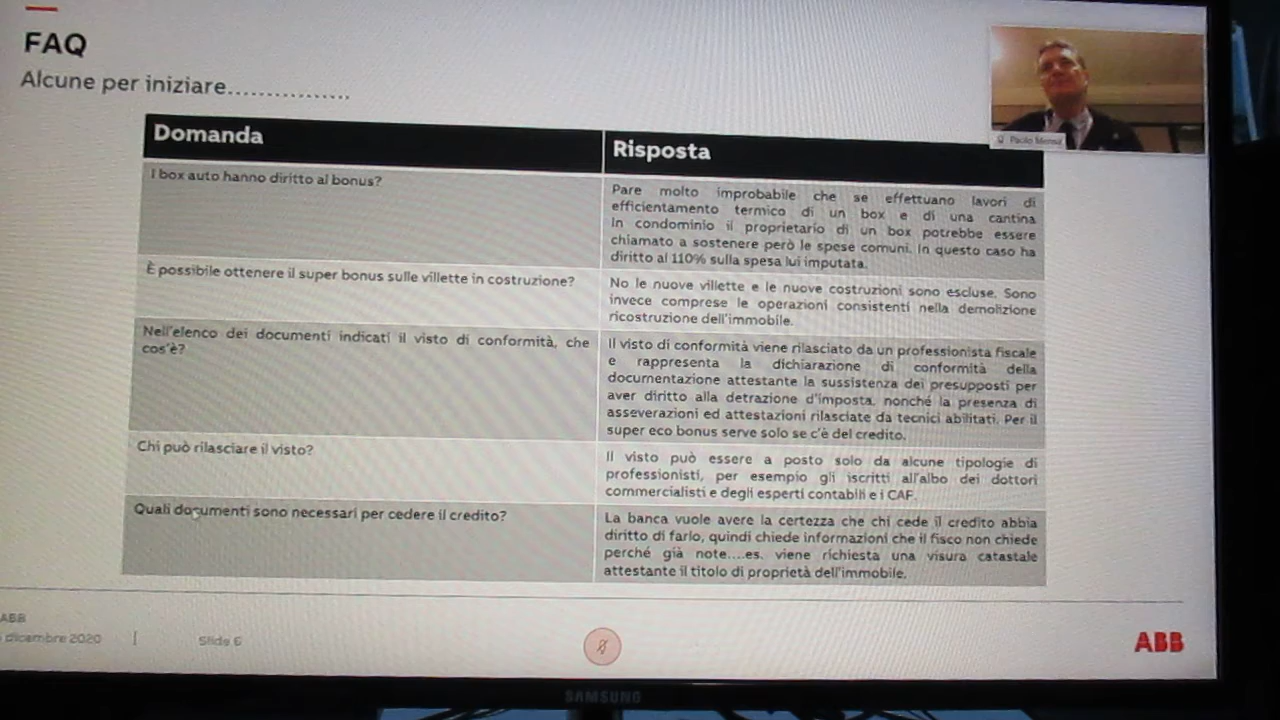 FAQ
Alcune per iniziare................
Domanda
Risposta
I box auto hanno diritto al bonus?
Pare molto improbabile che se effettuano lavori di
efficientamento termico di un box e di una cantina
In condominio il proprietario di un box potrebbe essere
chiamato a sostenere però le spese comuni. In questo caso ha
diritto al 110% sulla spesa lui imputata.
È possibile ottenere il super bonus sulle villette in costruzione?
No le nuove villette e le nuove costruzioni sono escluse. Sono
invece comprese le operazioni consistenti nella demolizione
ricostruzione dell'immobile.
Nell'elenco dei documenti indicati il visto di conformità, che
cos'è?
Il visto di conformità viene rilasciato da un professionista fiscale
e rappresenta la dichiarazione di conformità della
documentazione attestante la sussistenza dei presupposti per
aver diritto alla detrazione d'imposta, nonché la presenza di
asseverazioni ed attestazioni rilasciate da tecnici abilitati. Per il
super eco bonus serve solo se c'è del credito.
Chi può rilasciare il visto?
Il visto può essere a posto solo da alcune tipologie di
professionisti, per esempio gli iscritti all'albo dei dottori
commercialisti e degli esperti contabili e i CAF.
Quali documenti sono necessari per cedere il credito?
La banca vuole avere la certezza che chi cede il credito abbia
diritto di farlo, quindi chiede informazioni che il fisco non chiede
perché già note....es. viene richiesta una visura catastale
attestante il titolo di proprietà dell'immobile.
Paolo
ABB
dicembre 2020
Slide 6
ABB
SAMSUNG